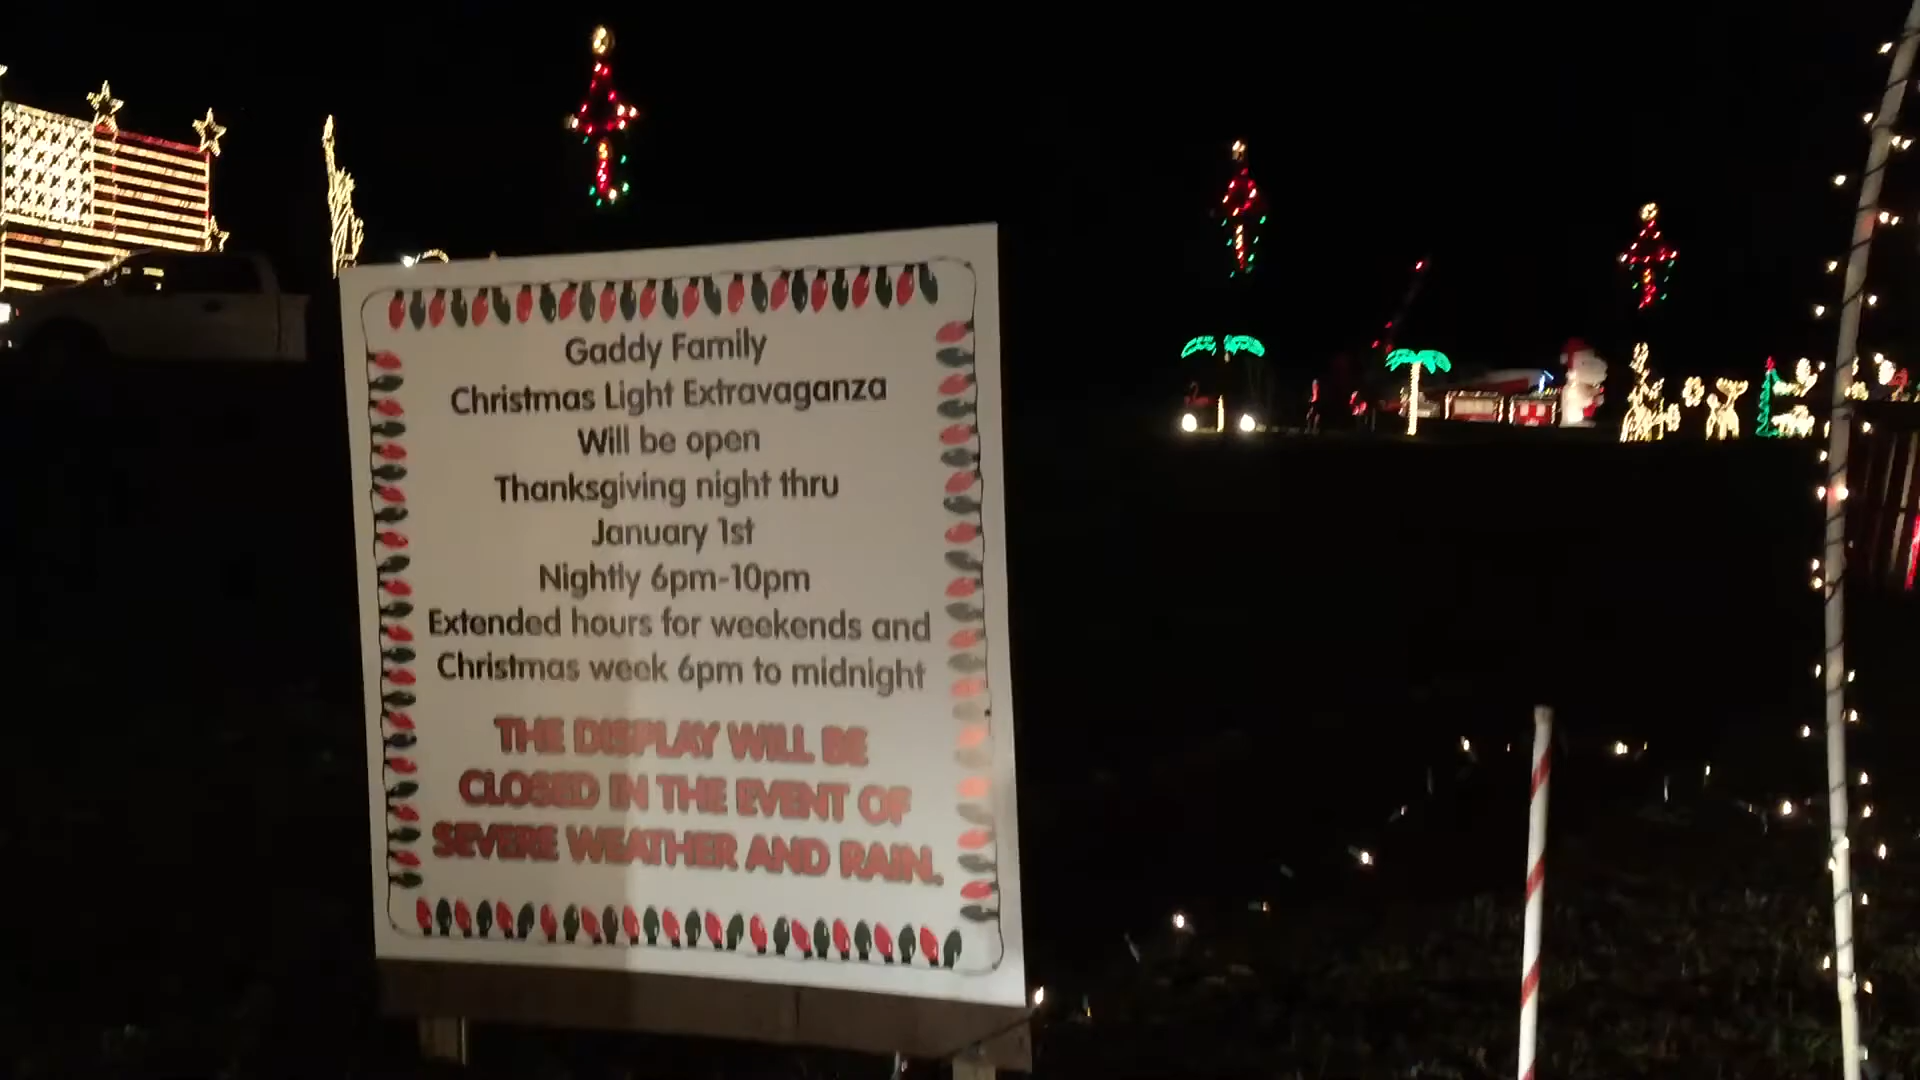 Gaddy Family
Christmas Light Extravaganza
Will be open
Thanksgiving night thru
January 1st
Nightly 6pm-10pm
Extended hours for weekends and
Christmas week 6pm to midnight
THE DISPLAY WILL BE
CLOSED IN THE EVENT OF
SEVERE WEATHER AND RAIN.